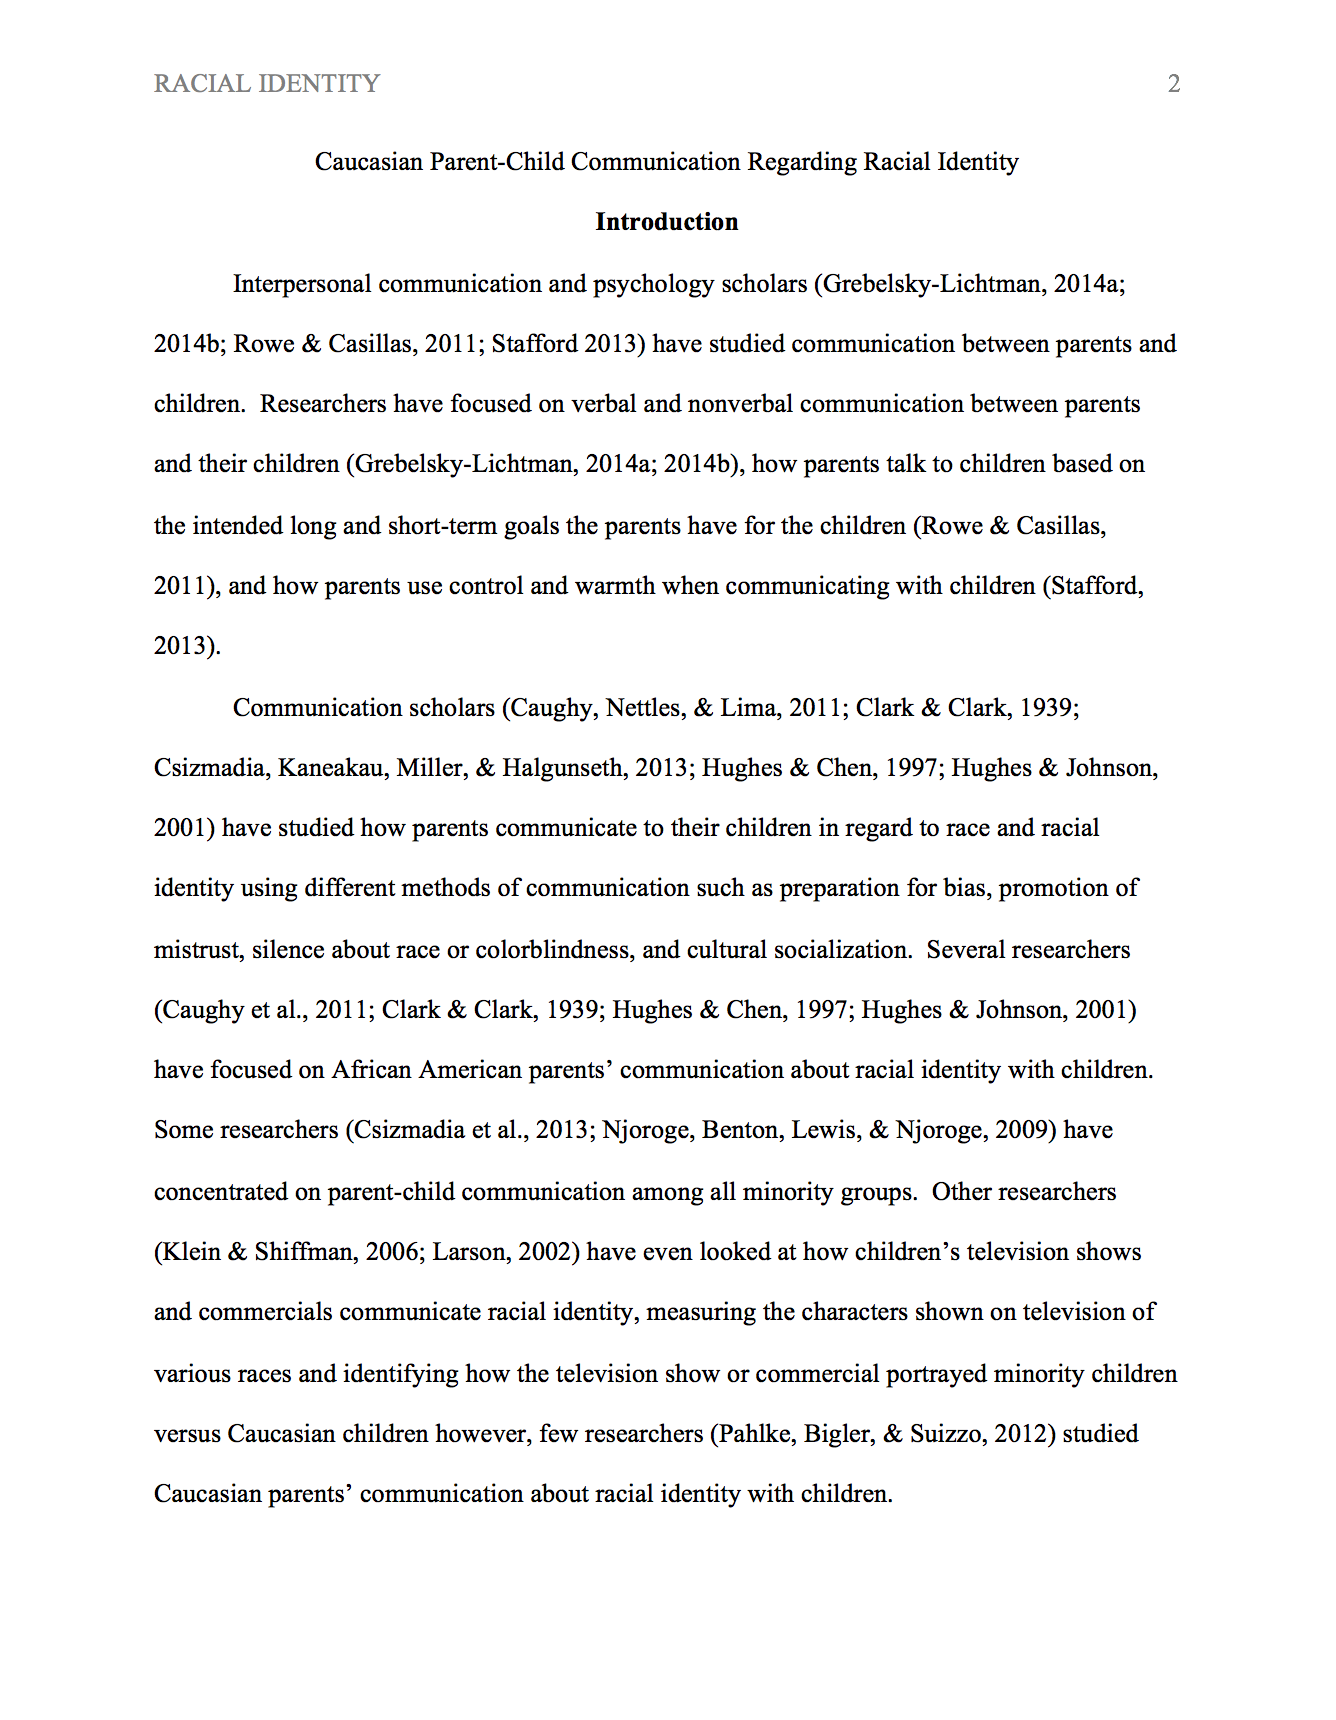 RACIAL IDENTITY 2
Caucasian Parent-Child Communication Regarding Racial Identity
Introduction
Interpersonal communication and psychology scholars (Grebelsky-Lichtman, 2014a;
2014b; Rowe & Casillas, 2011; Stafford 2013) have studied communication between parents and
children.  Researchers have focused on verbal and nonverbal communication between parents
and their children (Grebelsky-Lichtman, 2014a; 2014b), how parents talk to children based on
the intended long and short-term goals the parents have for the children (Rowe & Casillas,
2011), and how parents use control and warmth when communicating with children (Stafford,
2013).
Communication scholars (Caughy, Nettles, & Lima, 2011; Clark & Clark, 1939;
Csizmadia, Kaneakau, Miller, & Halgunseth, 2013; Hughes & Chen, 1997; Hughes & Johnson,
2001) have studied how parents communicate to their children in regard to race and racial
identity using different methods of communication such as preparation for bias, promotion of
mistrust, silence about race or colorblindness, and cultural socialization.  Several researchers
(Caughy et al., 2011; Clark & Clark, 1939; Hughes & Chen, 1997; Hughes & Johnson, 2001)
have focused on African American parents’ communication about racial identity with children.
Some researchers (Csizmadia et al., 2013; Njoroge, Benton, Lewis, & Njoroge, 2009) have
concentrated on parent-child communication among all minority groups.  Other researchers
(Klein & Shiffman, 2006; Larson, 2002) have even looked at how children’s television shows
and commercials communicate racial identity, measuring the characters shown on television of
various races and identifying how the television show or commercial portrayed minority children
versus Caucasian children however, few researchers (Pahlke, Bigler, & Suizzo, 2012) studied
Caucasian parents’ communication about racial identity with children.